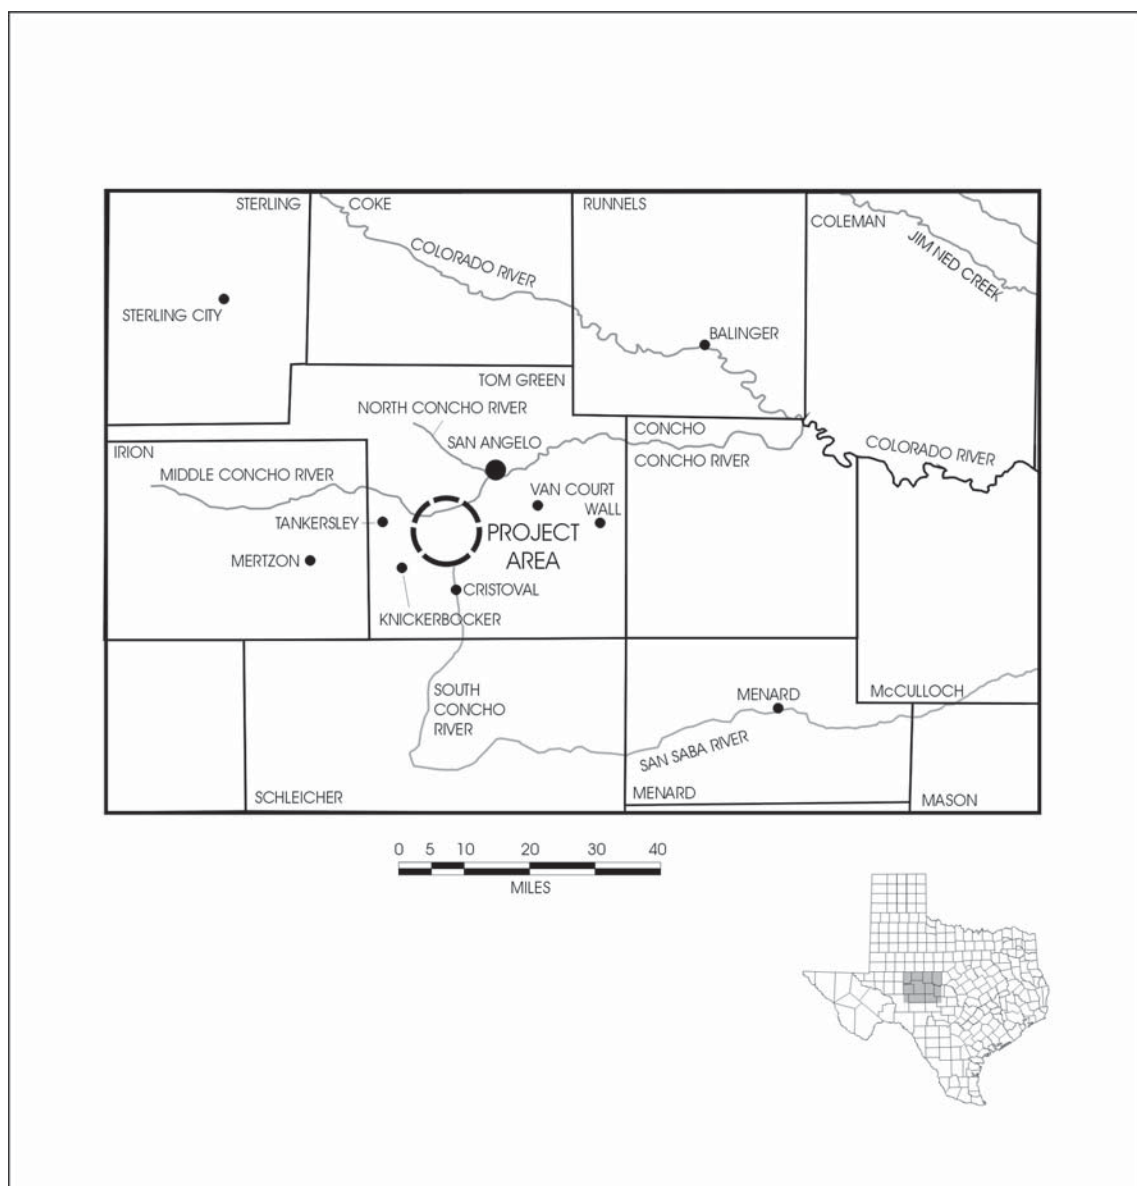 STERLING
COKE
RUNNELS
COLEMAN
COLORADO RIVER
JIM NED CREEK
STERLING CITY
BALINGER
TOM GREEN
NORTH CONCHO RIVER
SAN ANGELO
CONCHO
CONCHO RIVER
COLORADO RIVER
IRION
MIDDLE CONCHO RIVER
VAN COURT
WALL
TANKERSLEY
PROJECT
AREA
MERTZON
CRISTOVAL
KNICKERBOCKER
SOUTH
CONCHO
RIVER
MENARD
McCULLOCH
SAN SABA RIVER
SCHLEICHER
MENARD
MASON
0 5 10 20 30 40
MILES